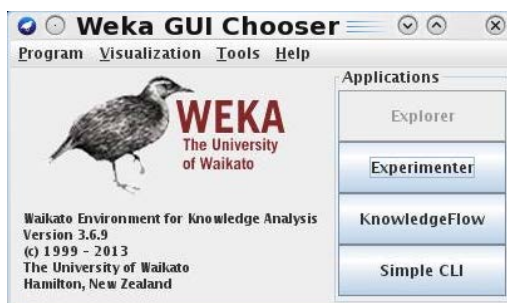 Weka GUI Chooser
Program Visualization Tools Help
Applications
WEKA
The University
of Waikato
Explorer
Experimenter
KnowledgeFlow
Simple CLI
Waikato Environment for Knowledge Analysis
Version 3.6.9
(c) 1999 - 2013
The University of Waikato
Hamilton, New Zealand